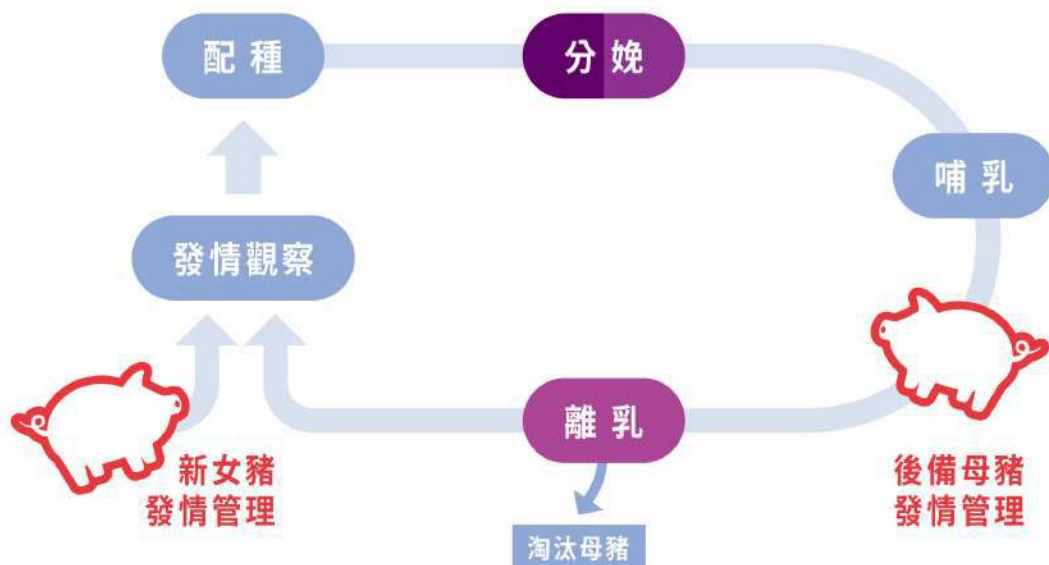 配種
分娩
哺乳
發情觀察
離乳
新女豬
發情管理
後備母豬
發情管理
淘汰母豬